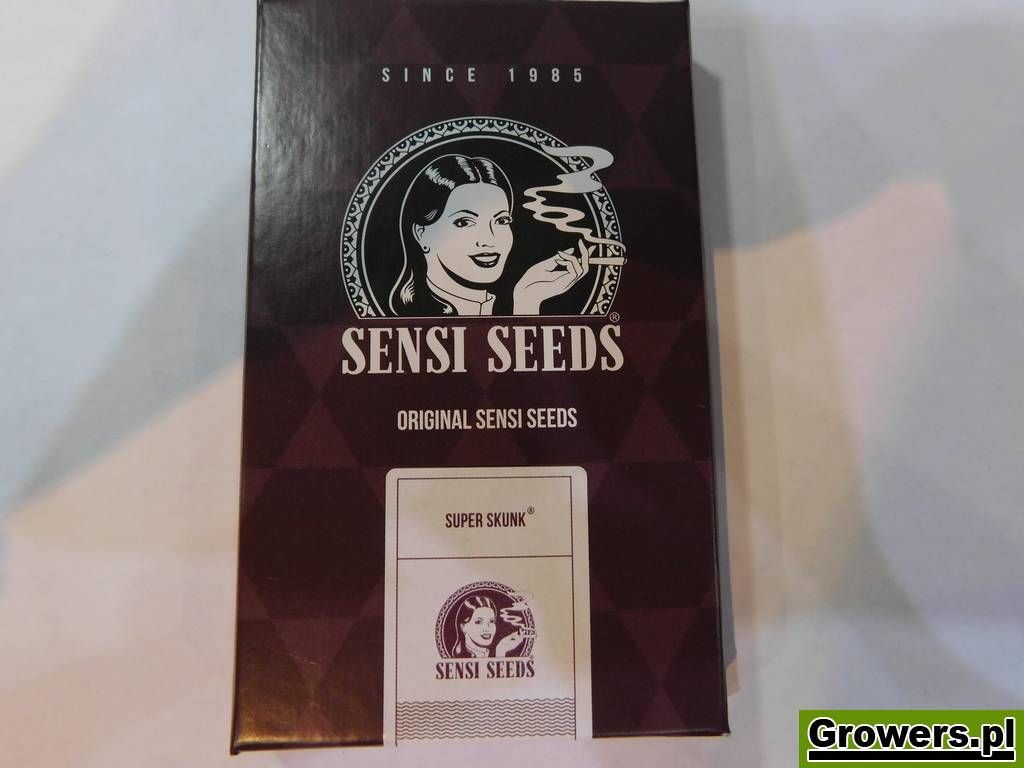 SINCE 1985
SENSI SEEDS®
ORIGINAL SENSI SEEDS
SUPER SKUNK®
SENSI SEEDS®
Growers.pl